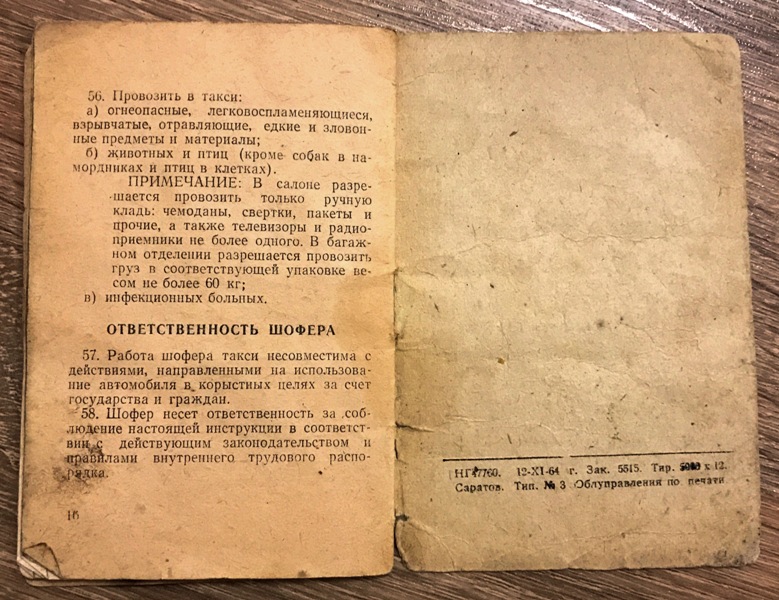 56. Провозить в такси:
а) огнеопасные, легковоспламеняющиеся,
взрывчатые, отравляющие, едкие и зловон-
ные предметы и материалы;
б) животных и птиц (кроме собак в на-
мордниках и птиц в клетках).
ПРИМЕЧАНИЕ: В салоне разре-
шается провозить только ручную
кладь: чемоданы, свертки, пакеты и
прочие, а также телевизоры и радио-
приемники не более одного. В багаж-
ном отделении разрешается провозить
груз в соответствующей упаковке ве-
сом не более 60 кг;
в) инфекционных больных.
ОТВЕТСТВЕННОСТЬ ШОФЕРА
57. Работа шофера такси несовместима с
действиями, направленными на использова-
ние автомобиля в корыстных целях за счет
государства и граждан.
58. Шофер несет ответственность за соб-
людение настоящей инструкции в соответст-
вии с действующим законодательством и
правилами внутреннего трудового распо-
рядка.
16
НГ47760. 12-XI-64 г. Зак. 5515. Тир. х 12.
Саратов. Тип. № 3 Облуправления по печати